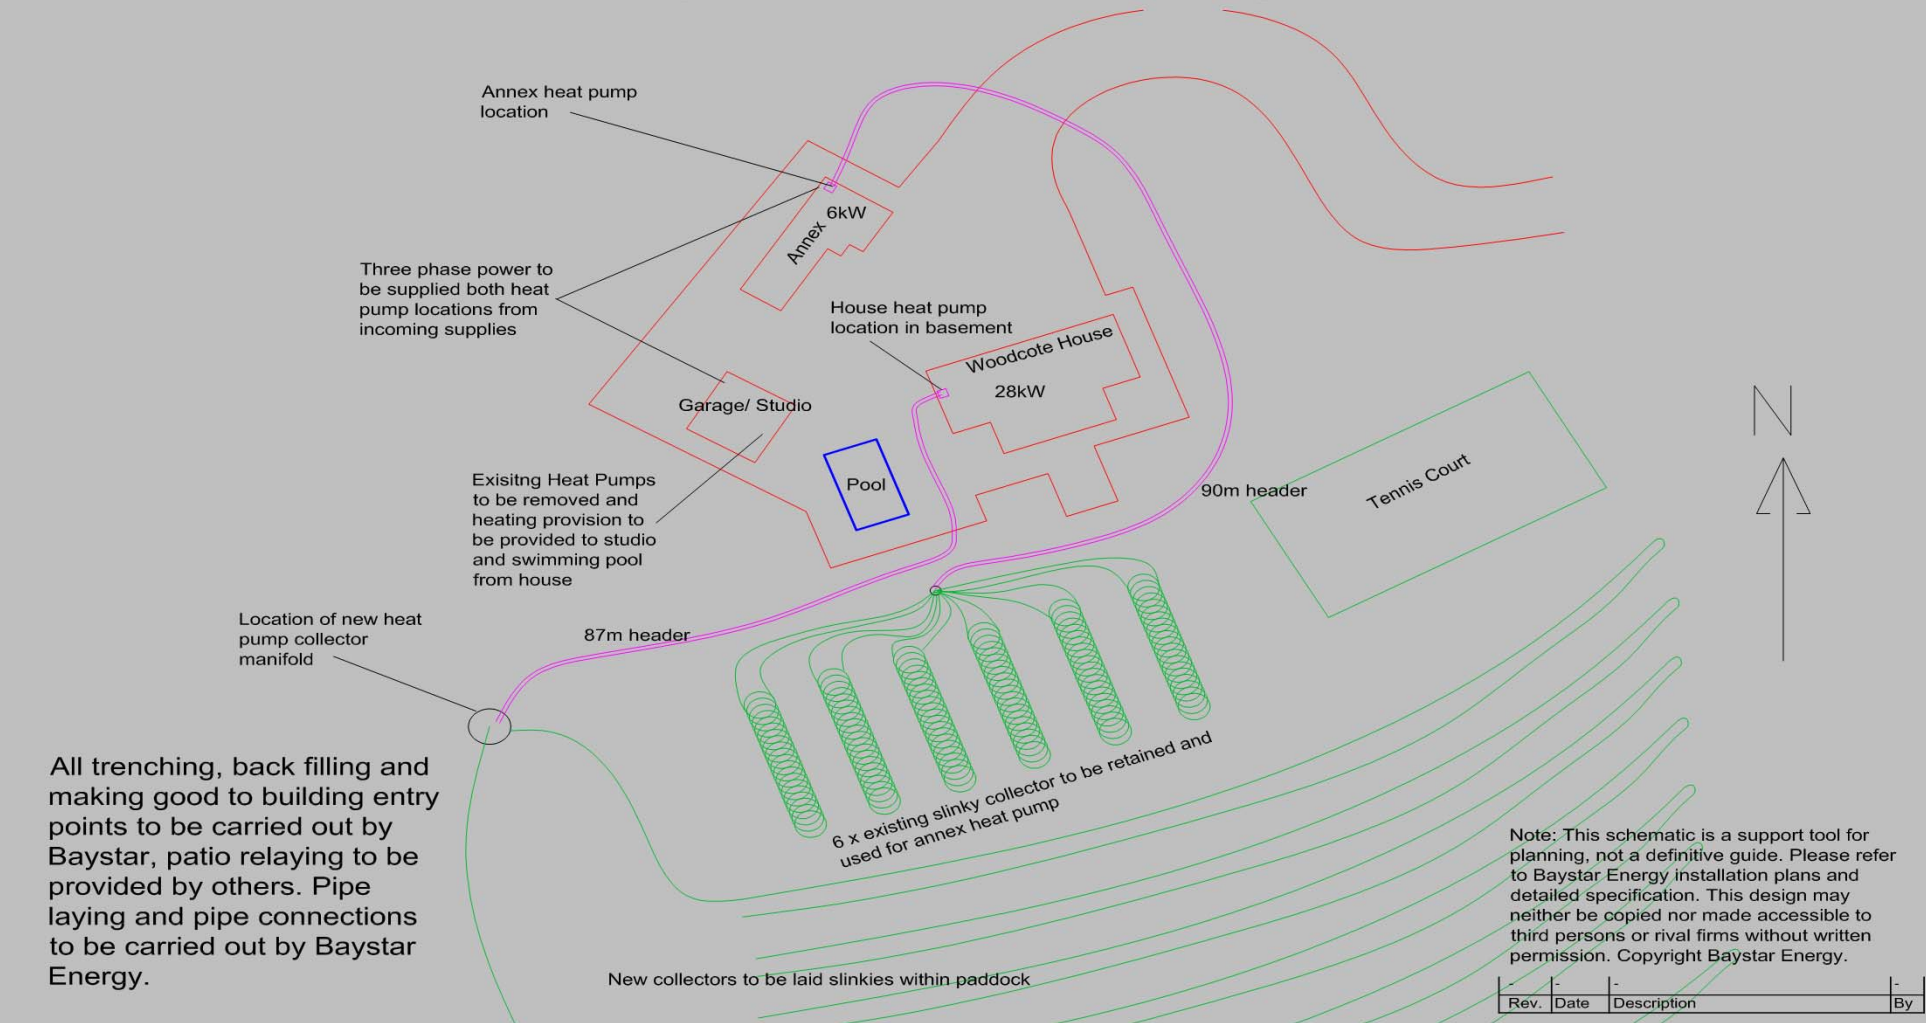 Annex heat pump
location
6kW
Annex
Three phase power to
be supplied both heat
pump locations from
incoming supplies
House heat pump
location in basement
Woodcote House
28kW
Garage/ Studio
Pool
Exisitng Heat Pumps
to be removed and
heating provision to
be provided to studio
and swimming pool
from house
90m header
Tennis Court
N
Location of new heat
pump collector
manifold
87m header
All trenching, back filling and
making good to building entry
points to be carried out by
Baystar, patio relaying to be
provided by others. Pipe
laying and pipe connections
to be carried out by Baystar
Energy.
6 x existing slinky collector to be retained and
used for annex heat pump
New collectors to be laid slinkies within paddock
Note: This schematic is a support tool for
planning, not a definitive guide. Please refer
to Baystar Energy installation plans and
detailed specification. This design may
neither be copied nor made accessible to
third persons or rival firms without written
permission. Copyright Baystar Energy.
- - - -
Rev. Date Description By